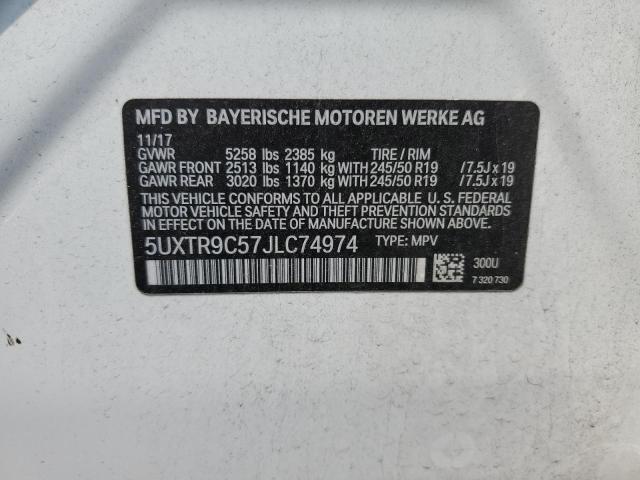 MFD BY BAYERISCHE MOTOREN WERKE AG
11/17
GVWR 5258 lbs 2385 kg TIRE / RIM
GAWR FRONT 2513 lbs 1140 kg WITH 245/50 R19 /7.5J x 19
GAWR REAR 3020 lbs 1370 kg WITH 245/50 R19 /7.5J x 19
THIS VEHICLE CONFORMS TO ALL APPLICABLE U. S. FEDERAL
MOTOR VEHICLE SAFETY AND THEFT PREVENTION
STANDARDS IN EFFECT ON THE DATE OF MANUFACTURE SHOWN ABOVE.
5UXTR9C57JLC74974 TYPE: MPV
300U
7 320 730